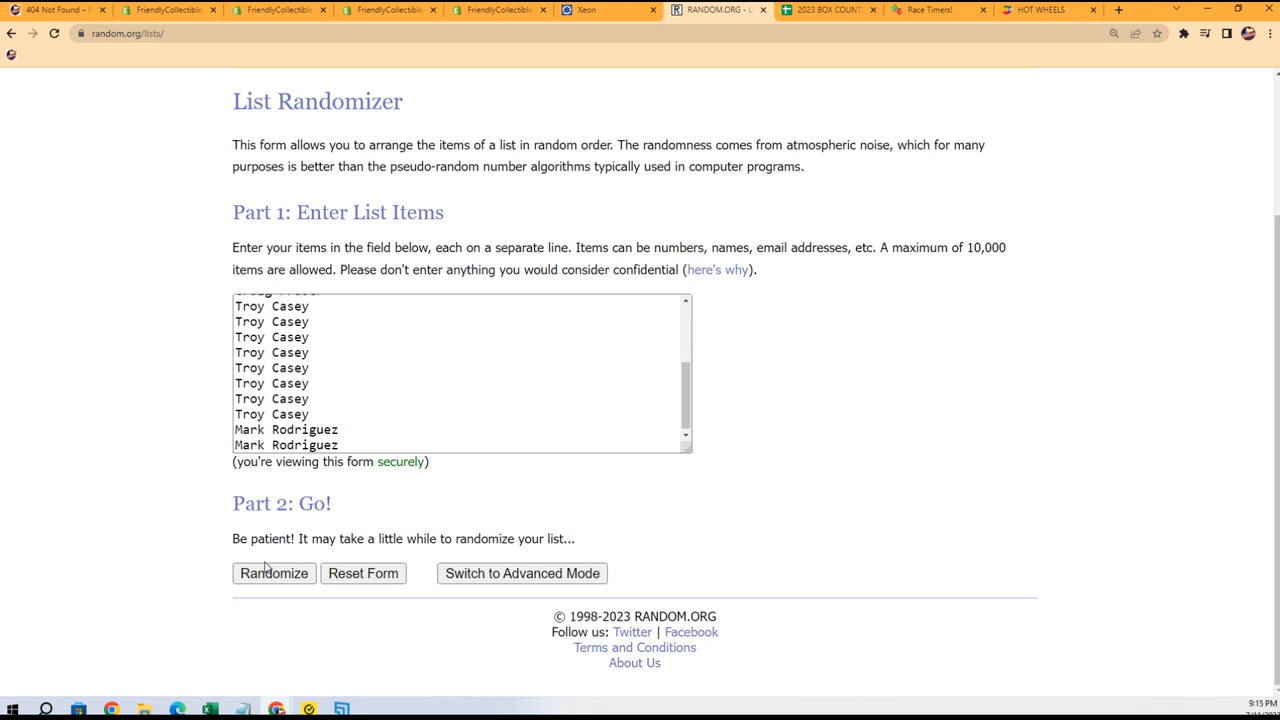 404 Not Found – F
FriendlyCollectible
FriendlyCollectible
FriendlyCollectible
FriendlyCollectible
Xeon
RANDOM.ORG - L
2023 BOX COUNT
Race Timers!
HOT WHEELS
random.org/lists/
List Randomizer
This form allows you to arrange the items of a list in random order. The randomness comes from atmospheric noise, which for many
purposes is better than the pseudo-random number algorithms typically used in computer programs.
Part 1: Enter List Items
Enter your items in the field below, each on a separate line. Items can be numbers, names, email addresses, etc. A maximum of 10,000
items are allowed. Please don't enter anything you would consider confidential (here's why).
Troy Casey
Troy Casey
Troy Casey
Troy Casey
Troy Casey
Troy Casey
Troy Casey
Troy Casey
Mark Rodriguez
Mark Rodriguez
(you're viewing this form securely)
Part 2: Go!
Be patient! It may take a little while to randomize your list...
Randomize Reset Form Switch to Advanced Mode
© 1998-2023 RANDOM.ORG
Follow us: Twitter | Facebook
Terms and Conditions
About Us
9:15 PM